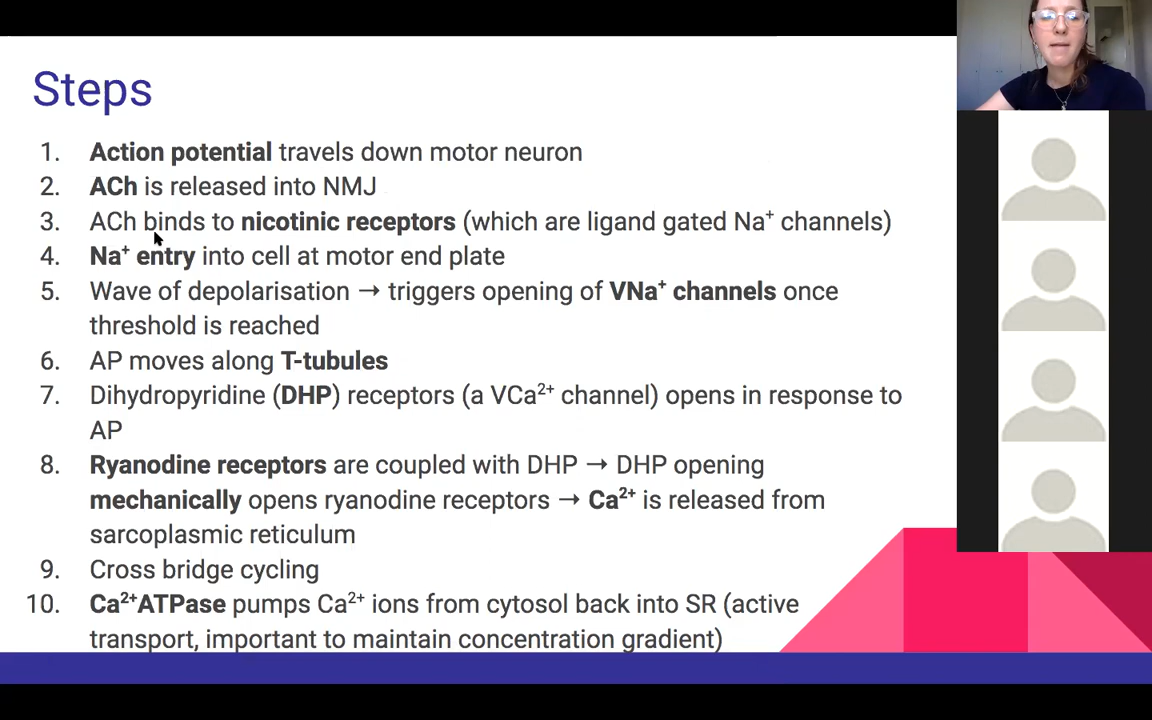 Steps
1. Action potential travels down motor neuron
2. ACh is released into NMJ
3. ACh binds to nicotinic receptors (which are ligand gated Na⁺ channels)
4. Na⁺ entry into cell at motor end plate
5. Wave of depolarisation → triggers opening of VNa⁺ channels once
threshold is reached
6. AP moves along T-tubules
7. Dihydropyridine (DHP) receptors (a VCa²⁺ channel) opens in response to
AP
8. Ryanodine receptors are coupled with DHP → DHP opening
mechanically opens ryanodine receptors → Ca²⁺ is released from
sarcoplasmic reticulum
9. Cross bridge cycling
10. Ca²⁺ATPase pumps Ca²⁺ ions from cytosol back into SR (active
transport, important to maintain concentration gradient)